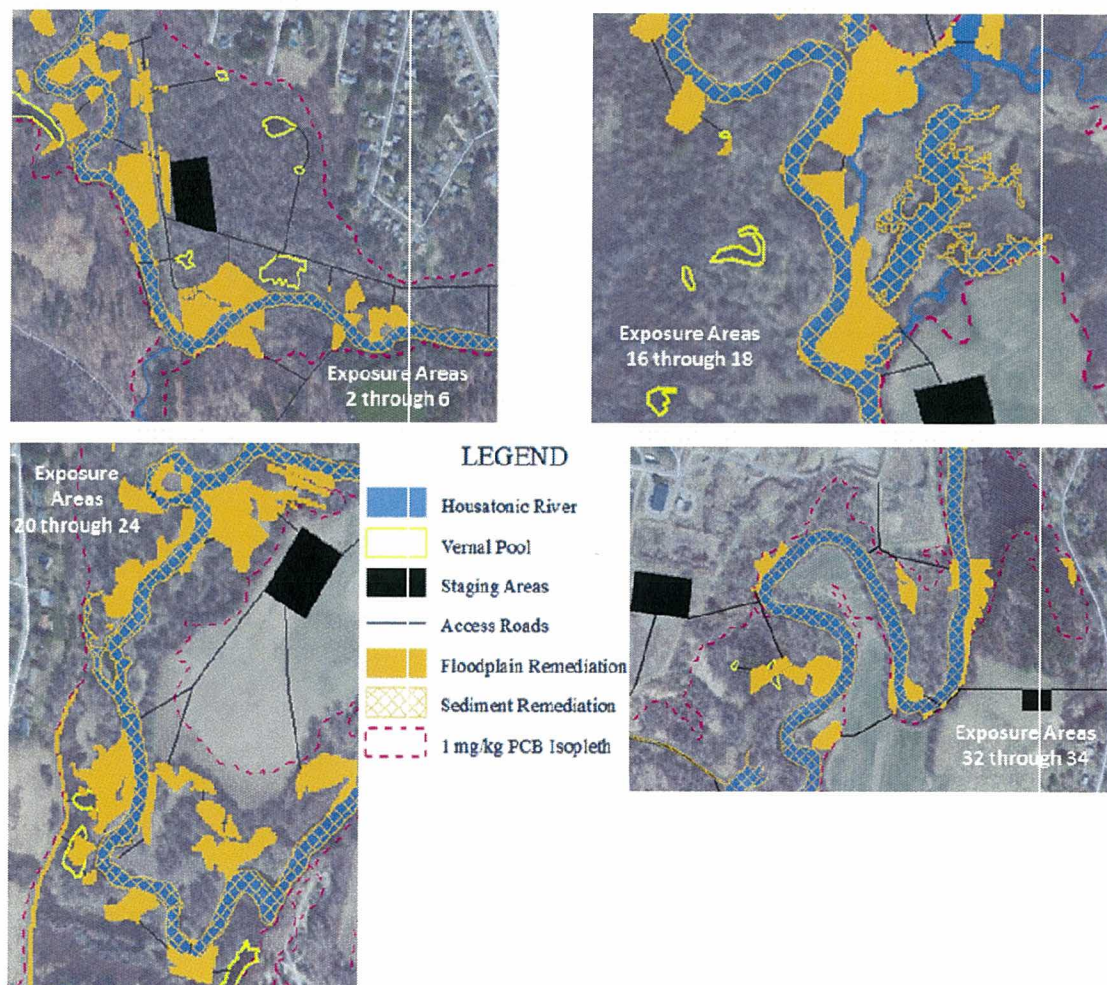 Exposure Areas
2 through 6
Exposure Areas
16 through 18
Exposure
Areas
20 through 24
LEGEND
Housatonic River
Vernal Pool
Staging Areas
Access Roads
Floodplain Remediation
Sediment Remediation
1 mg/kg PCB Isopleth
Exposure Areas
32 through 34